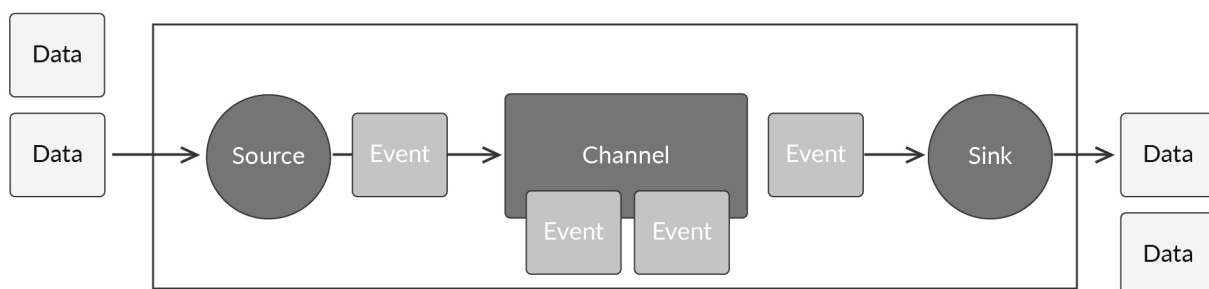 Data
Data
Source
Event
Channel
Event
Event
Event
Sink
Data
Data